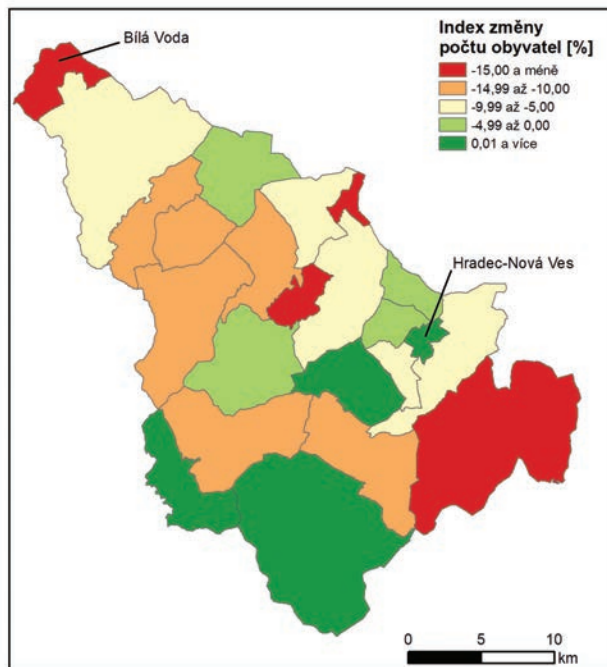 Bílá Voda
Index změny
počtu obyvatel [%]
-15,00 a méně
-14,99 až -10,00
-9,99 až -5,00
-4,99 až 0,00
0,01 a více
Hradec-Nová Ves
0 5 10
km